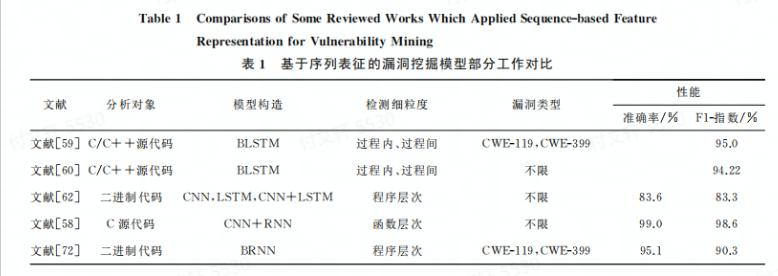 Table 1 Comparisons of Some Reviewed Works Which Applied Sequence-based Feature
Representation for Vulnerability Mining
表 1 基于序列表征的漏洞挖掘模型部分工作对比
文献 分析对象 模型构造 检测细粒度 漏洞类型 性能
准确率/% F1-指数/%
文献[59] C/C++源代码 BLSTM 过程内、过程间 CWE-119,CWE-399 95.0
文献[60] C/C++源代码 BLSTM 过程内、过程间 不限 94.22
文献[62] 二进制代码 CNN,LSTM,CNN+LSTM 程序层次 不限 83.6 83.3
文献[58] C 源代码 CNN+RNN 函数层次 不限 99.0 98.6
文献[72] 二进制代码 BRNN 程序层次 CWE-119,CWE-399 95.1 90.3